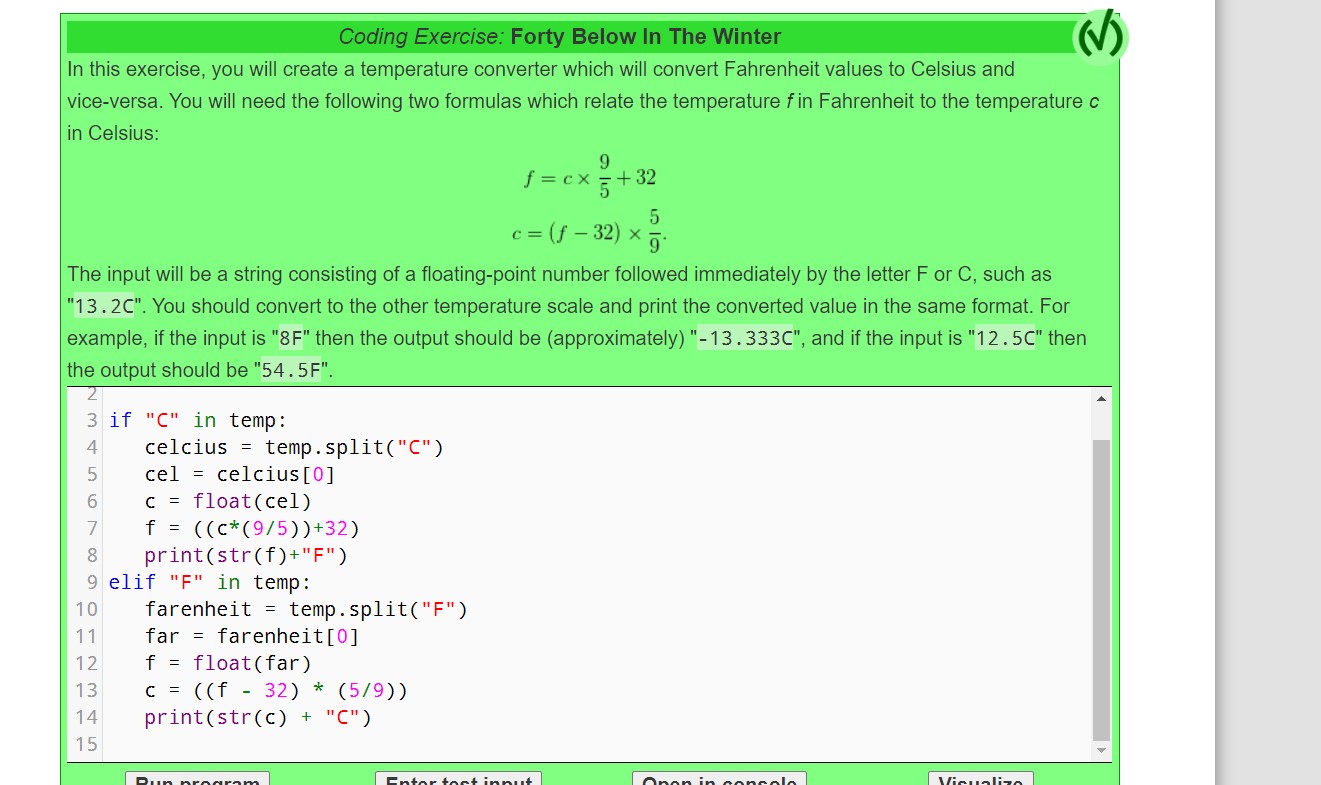 Coding Exercise: Forty Below In The Winter
In this exercise, you will create a temperature converter which will convert Fahrenheit values to Celsius and
vice-versa. You will need the following two formulas which relate the temperature f in Fahrenheit to the temperature c
in Celsius:
f = c × 9/5 + 32
c = (f − 32) × 5/9.
The input will be a string consisting of a floating-point number followed immediately by the letter F or C, such as
"13.2C". You should convert to the other temperature scale and print the converted value in the same format. For
example, if the input is "8F" then the output should be (approximately) "-13.333C", and if the input is "12.5C" then
the output should be "54.5F".
2
3 if "C" in temp:
4 celcius = temp.split("C")
5 cel = celcius[0]
6 c = float(cel)
7 f = ((c*(9/5))+32)
8 print(str(f)+"F")
9 elif "F" in temp:
10 farenheit = temp.split("F")
11 far = farenheit[0]
12 f = float(far)
13 c = ((f - 32) * (5/9))
14 print(str(c) + "C")
15
Run program Enter test input Open in console Visualize